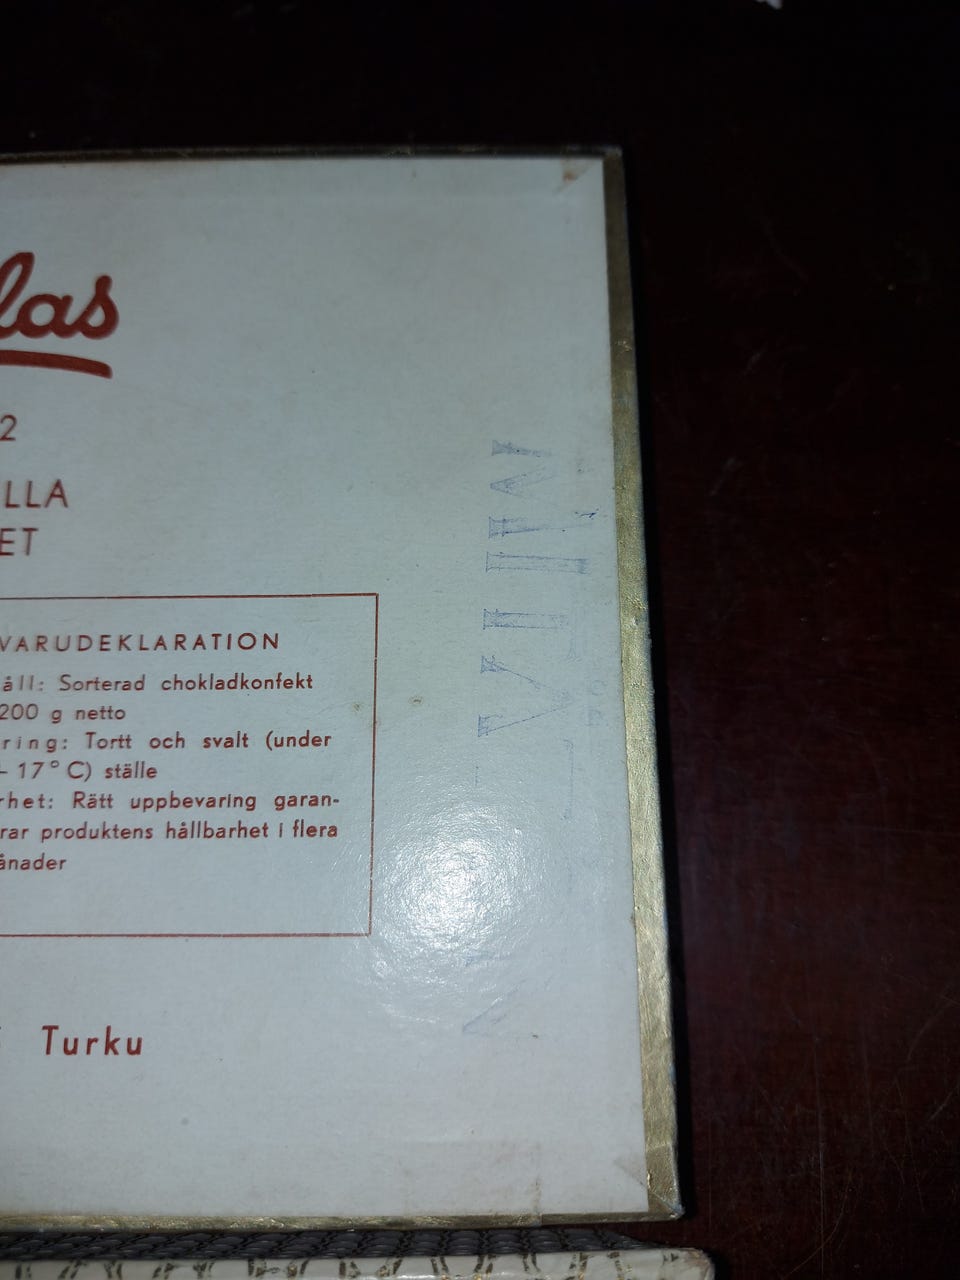 las
2
LLA
ET
VARUDEKLARATION
åll: Sorterad chokladkonfekt
200 g netto
ring: Tortt och svalt (under
- 17°C) ställe
rhet: Rätt uppbevaring garan-
rar produktens hållbarhet i flera
ånader
Turku